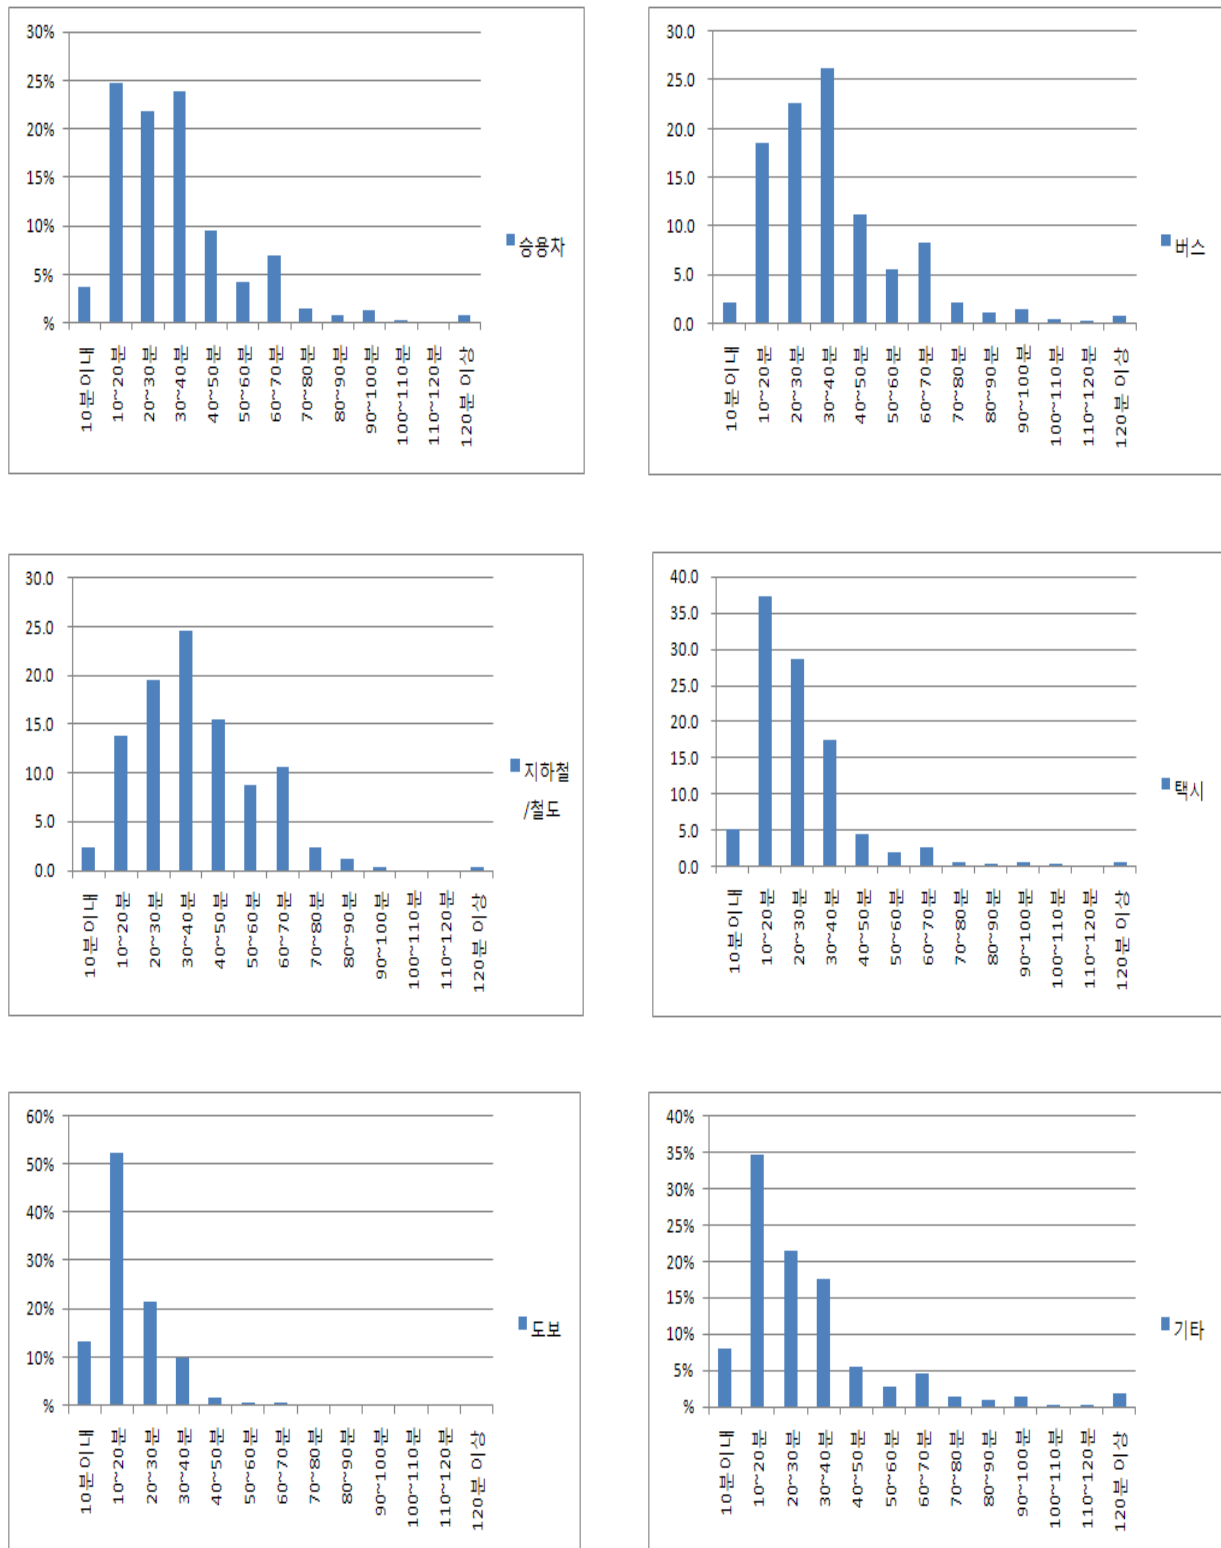 30%
25%
20%
15%
10%
5%
%
10분이내
10~20분
20~30분
30~40분
40~50분
50~60분
60~70분
70~80분
80~90분
90~100분
100~110분
110~120분
120분 이상
승용차
30.0
25.0
20.0
15.0
10.0
5.0
0.0
10분이내
10~20분
20~30분
30~40분
40~50분
50~60분
60~70분
70~80분
80~90분
90~100분
100~110분
110~120분
120분 이상
버스
30.0
25.0
20.0
15.0
10.0
5.0
0.0
10분이내
10~20분
20~30분
30~40분
40~50분
50~60분
60~70분
70~80분
80~90분
90~100분
100~110분
110~120분
120분 이상
지하철
/철도
40.0
35.0
30.0
25.0
20.0
15.0
10.0
5.0
0.0
10분이내
10~20분
20~30분
30~40분
40~50분
50~60분
60~70분
70~80분
80~90분
90~100분
100~110분
110~120분
120분 이상
택시
60%
50%
40%
30%
20%
10%
%
10분이내
10~20분
20~30분
30~40분
40~50분
50~60분
60~70분
70~80분
80~90분
90~100분
100~110분
110~120분
120분 이상
도보
40%
35%
30%
25%
20%
15%
10%
5%
%
10분이내
10~20분
20~30분
30~40분
40~50분
50~60분
60~70분
70~80분
80~90분
90~100분
100~110분
110~120분
120분 이상
기타